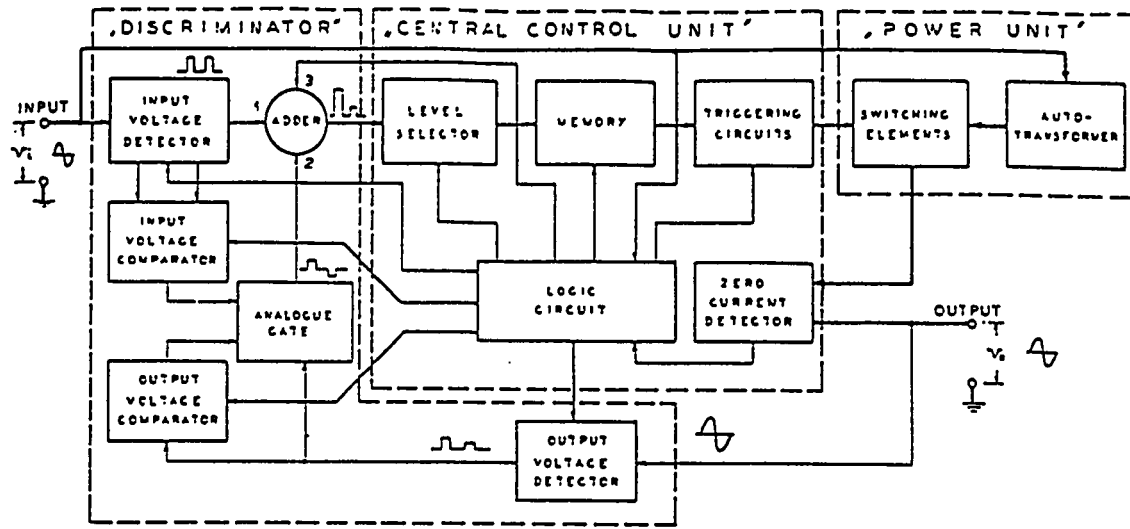 „DISCRIMINATOR″
„CENTRAL CONTROL UNIT″
„POWER UNIT″
INPUT
INPUT
VOLTAGE
DETECTOR
1
3
ADDER
2
LEVEL
SELECTOR
MEMORY
TRIGGERING
CIRCUITS
SWITCHING
ELEMENTS
AUTO-
TRANSFORMER
Vi
INPUT
VOLTAGE
COMPARATOR
ANALOGUE
GATE
LOGIC
CIRCUIT
ZERO
CURRENT
DETECTOR
OUTPUT
Vo
OUTPUT
VOLTAGE
COMPARATOR
OUTPUT
VOLTAGE
DETECTOR